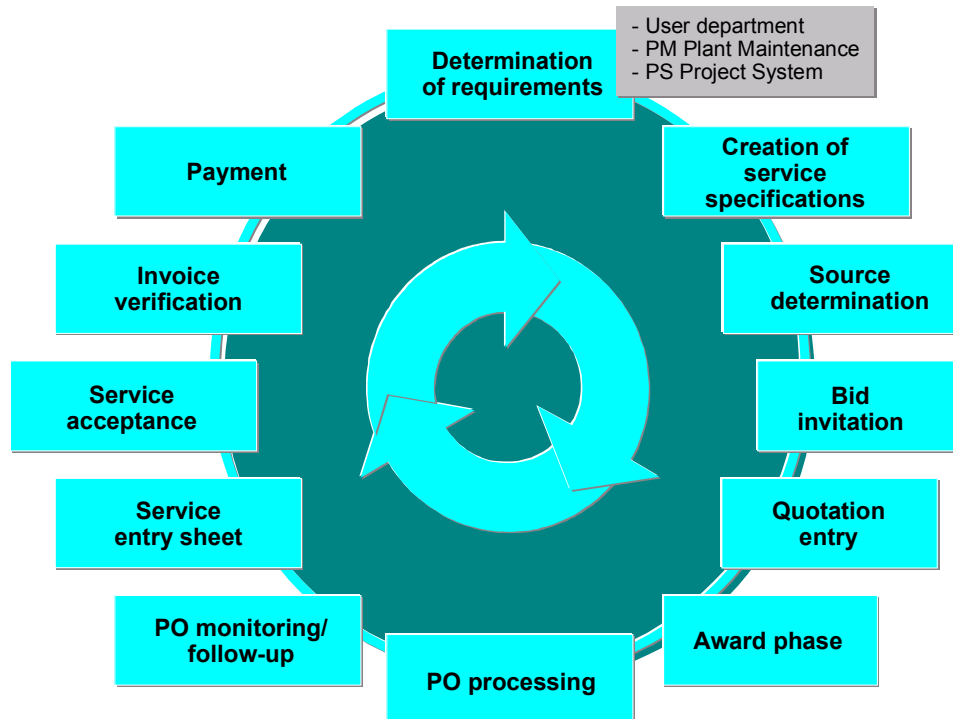 Determination
of requirements
- User department
- PM Plant Maintenance
- PS Project System
Creation of
service
specifications
Source
determination
Bid
invitation
Quotation
entry
Award phase
PO processing
PO monitoring/
follow-up
Service
entry sheet
Service
acceptance
Invoice
verification
Payment